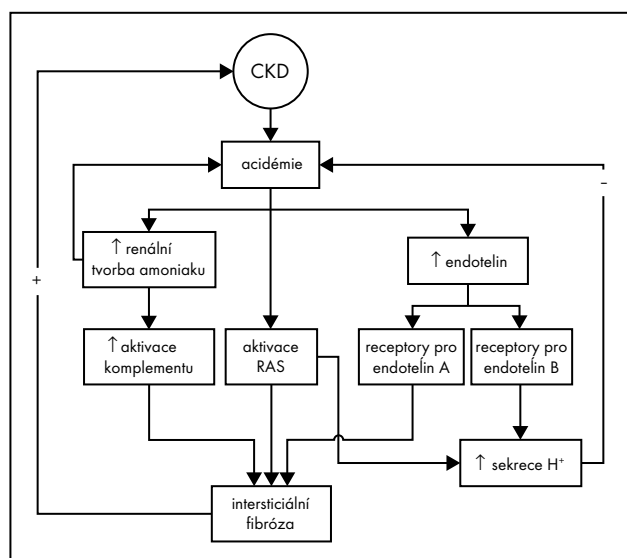 CKD
acidémie
–
↑ renální
tvorba amoniaku
↑ endotelin
+
↑ aktivace
komplementu
aktivace
RAS
receptory pro
endotelin A
receptory pro
endotelin B
↑ sekrece H⁺
intersticiální
fibróza